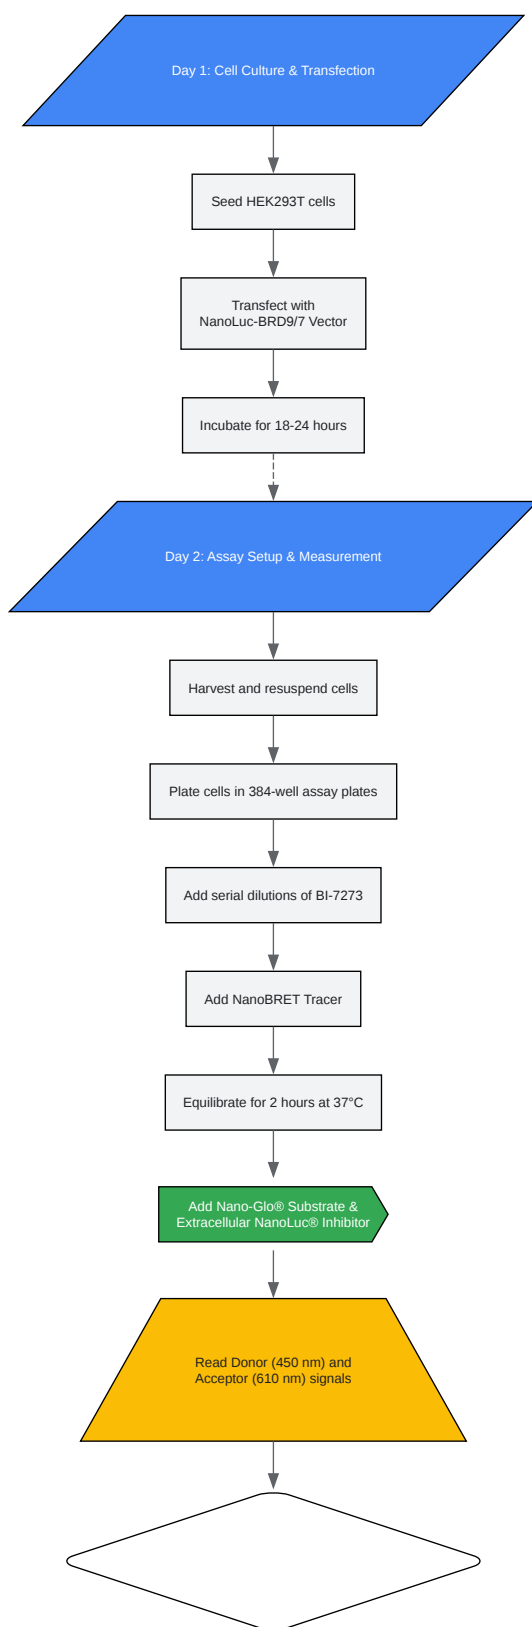 Day 1: Cell Culture & Transfection
Seed HEK293T cells
Transfect with
NanoLuc-BRD9/7 Vector
Incubate for 18-24 hours
Day 2: Assay Setup & Measurement
Harvest and resuspend cells
Plate cells in 384-well assay plates
Add serial dilutions of BI-7273
Add NanoBRET Tracer
Equilibrate for 2 hours at 37°C
Add Nano-Glo® Substrate &
Extracellular NanoLuc® Inhibitor
Read Donor (450 nm) and
Acceptor (610 nm) signals